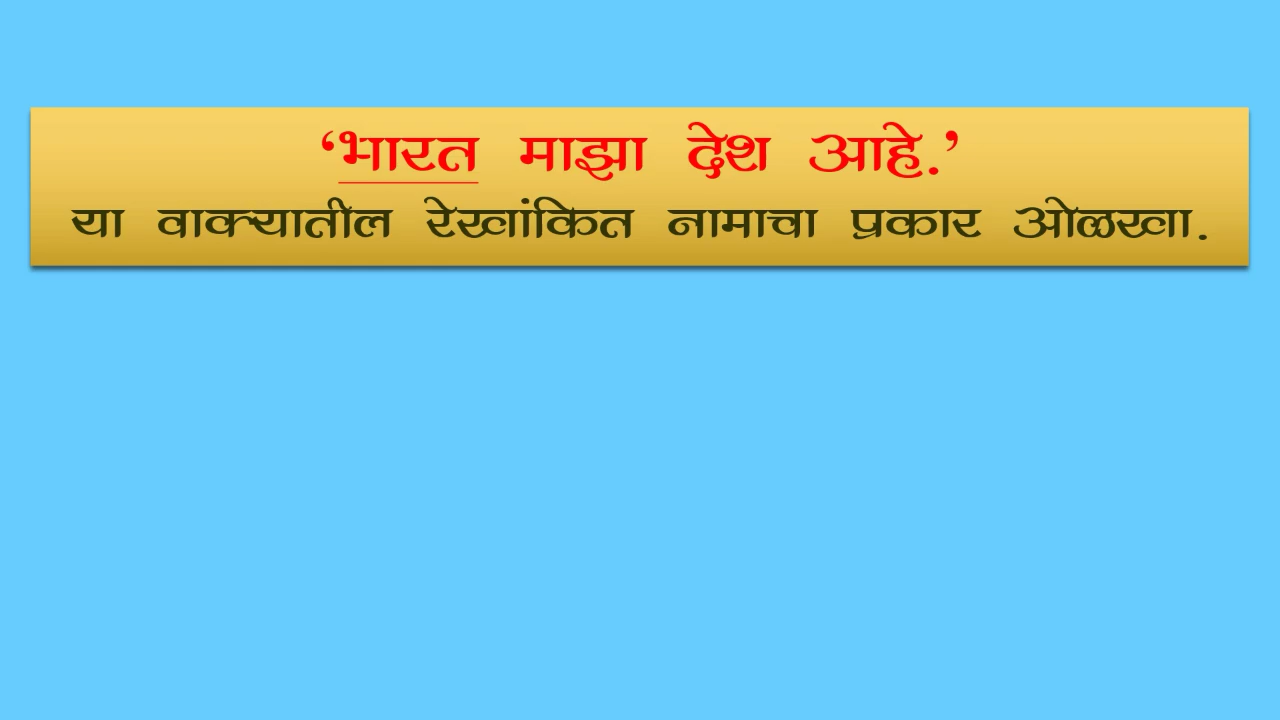 ‘भारत माझा देश आहे.’
या वाक्यातील रेखांकित नामाचा प्रकार ओळखा.